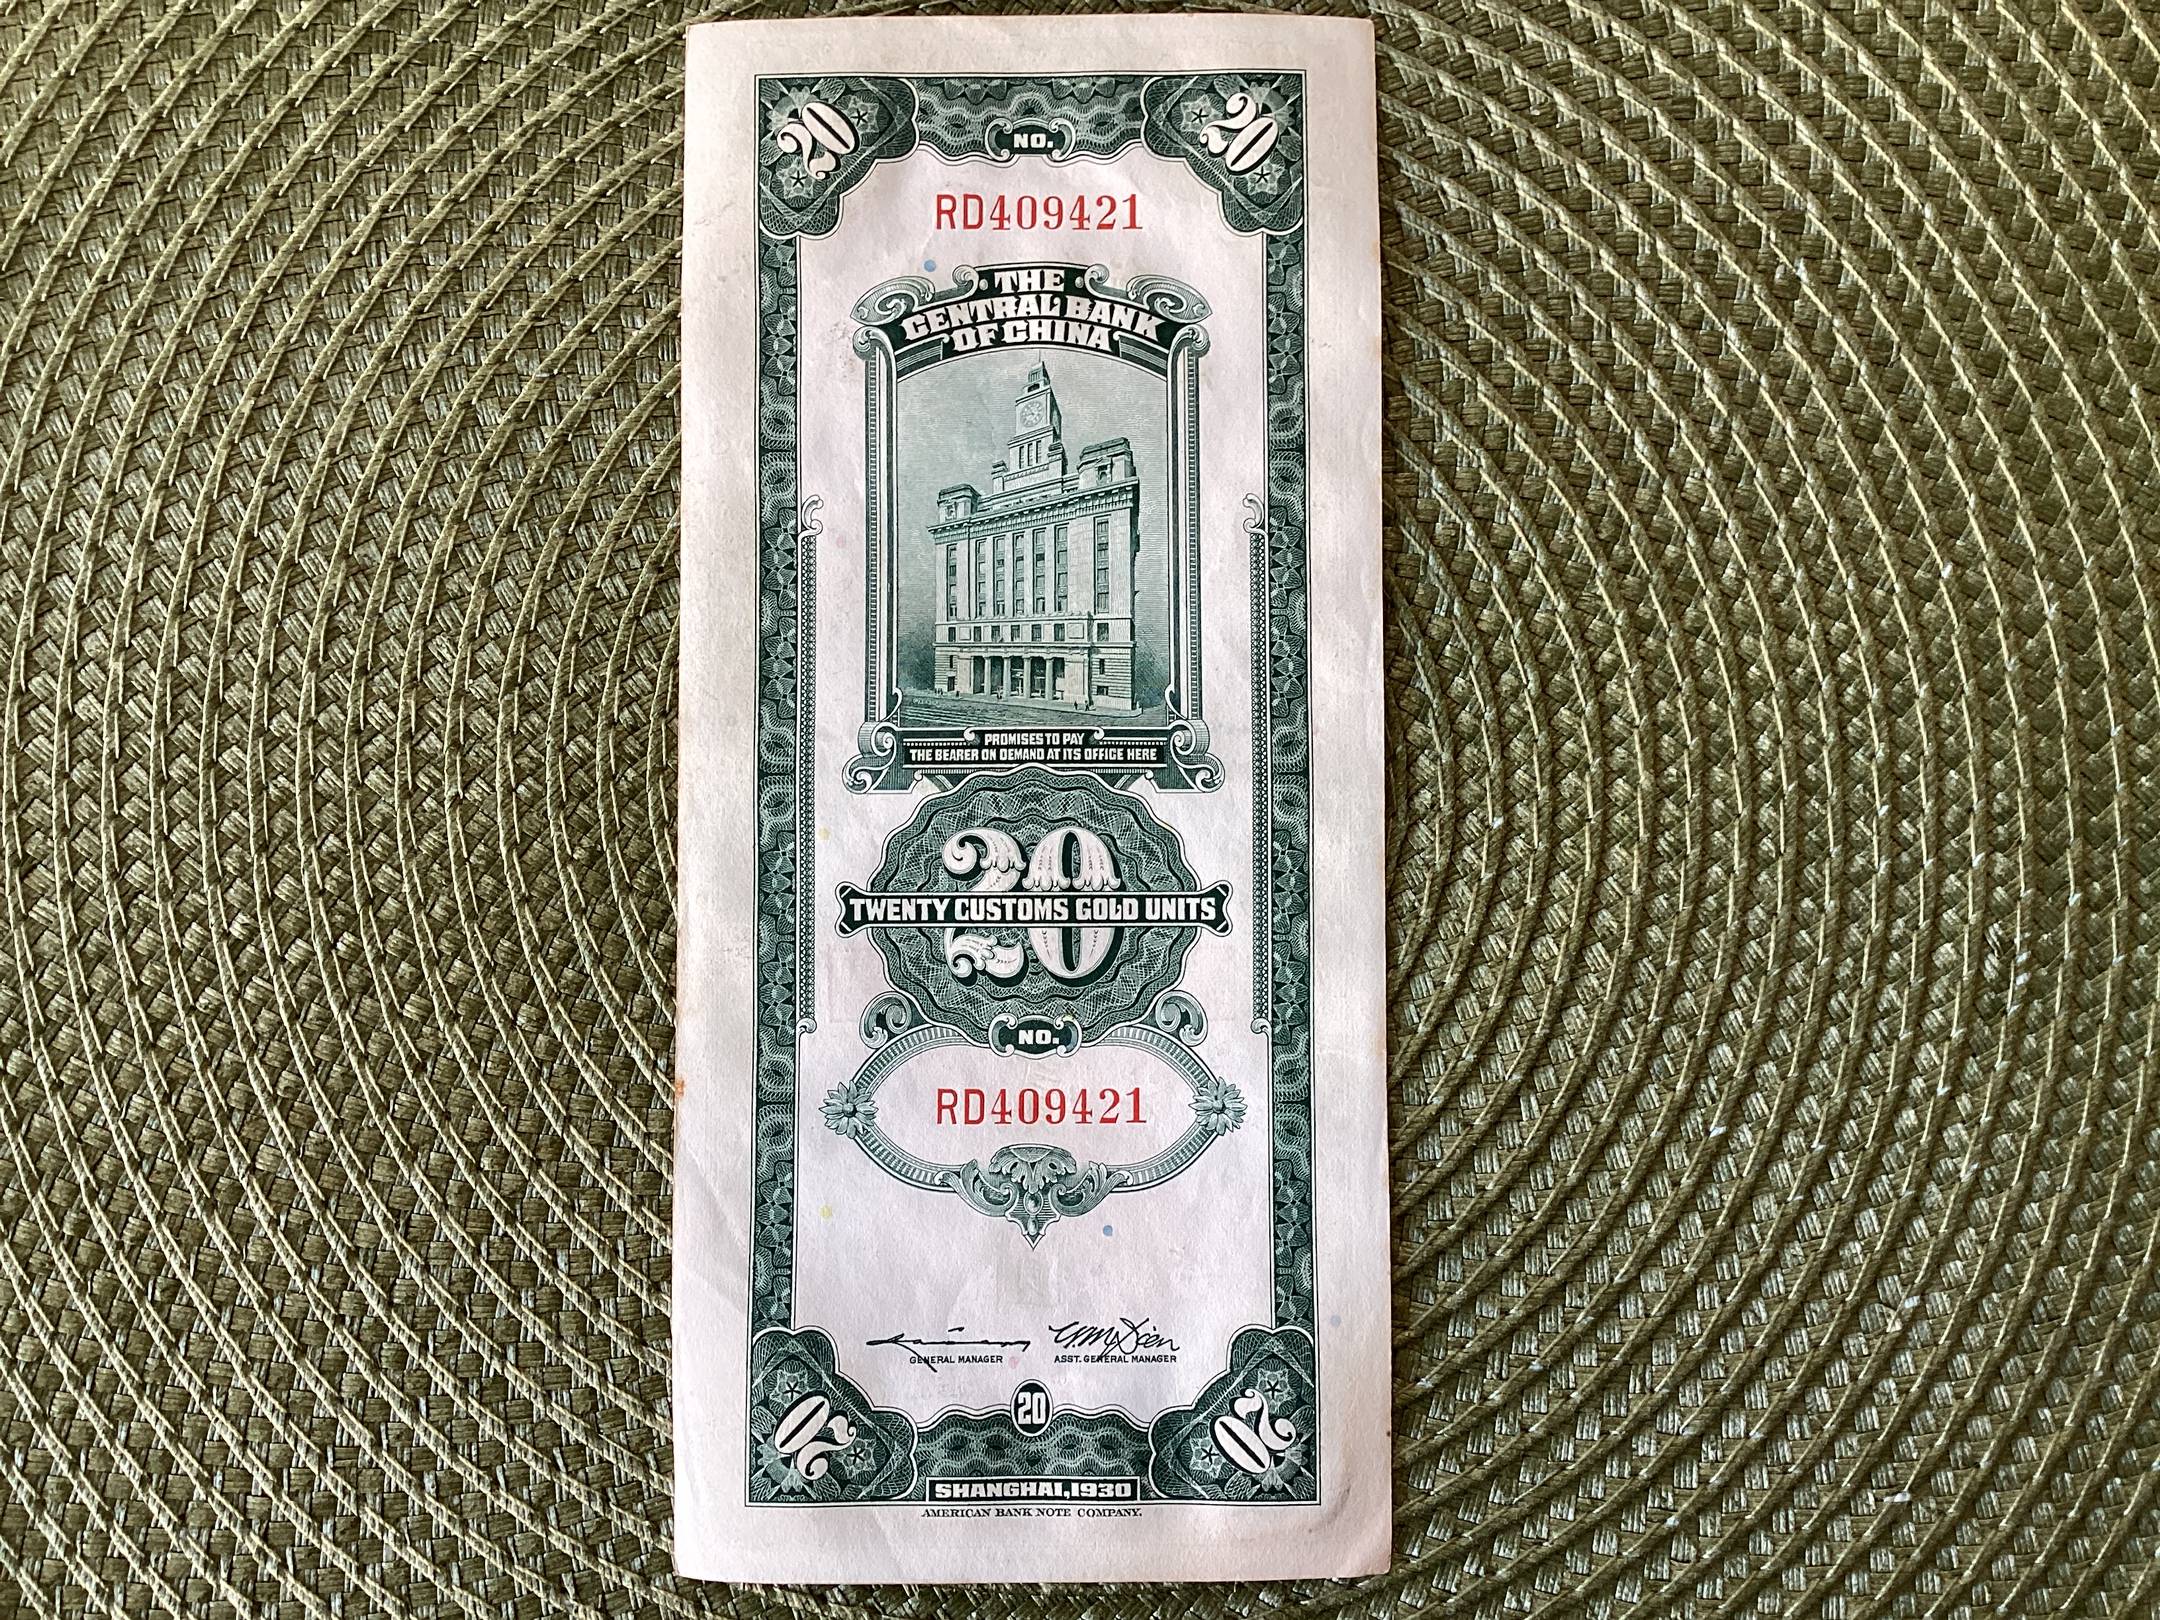 20
20
NO.
RD409421
THE
CENTRAL BANK
OF CHINA
PROMISES TO PAY
THE BEARER ON DEMAND AT ITS OFFICE HERE
20
TWENTY CUSTOMS GOLD UNITS
NO.
RD409421
GENERAL MANAGER
ASST. GENERAL MANAGER
20
20
20
SHANGHAI, 1930
AMERICAN BANK NOTE COMPANY.